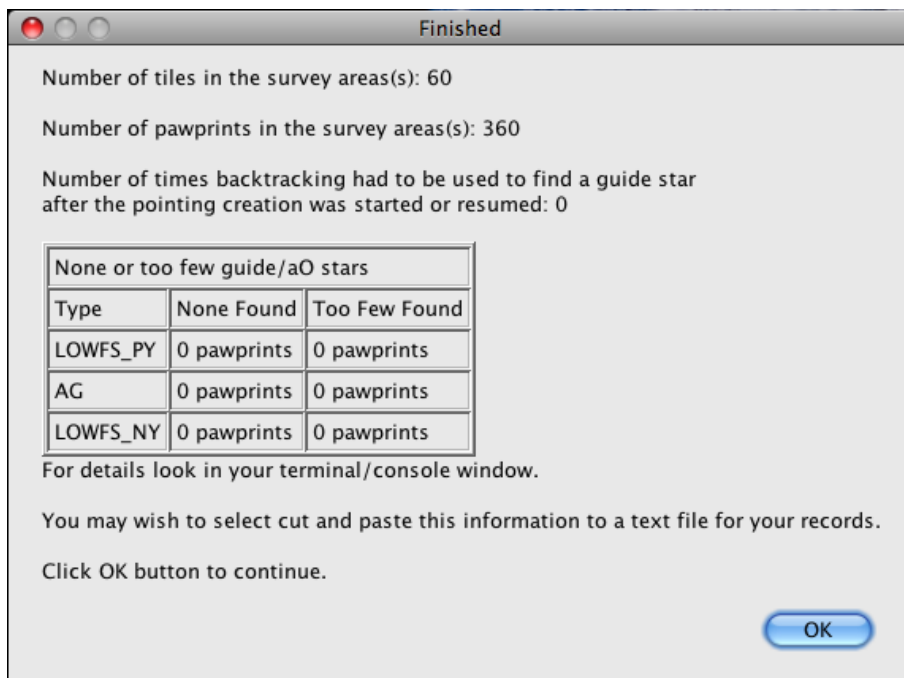 Finished
Number of tiles in the survey areas(s): 60
Number of pawprints in the survey areas(s): 360
Number of times backtracking had to be used to find a guide star
after the pointing creation was started or resumed: 0
None or too few guide/aO stars
Type None Found Too Few Found
LOWFS_PY 0 pawprints 0 pawprints
AG 0 pawprints 0 pawprints
LOWFS_NY 0 pawprints 0 pawprints
For details look in your terminal/console window.
You may wish to select cut and paste this information to a text file for your records.
Click OK button to continue.
OK